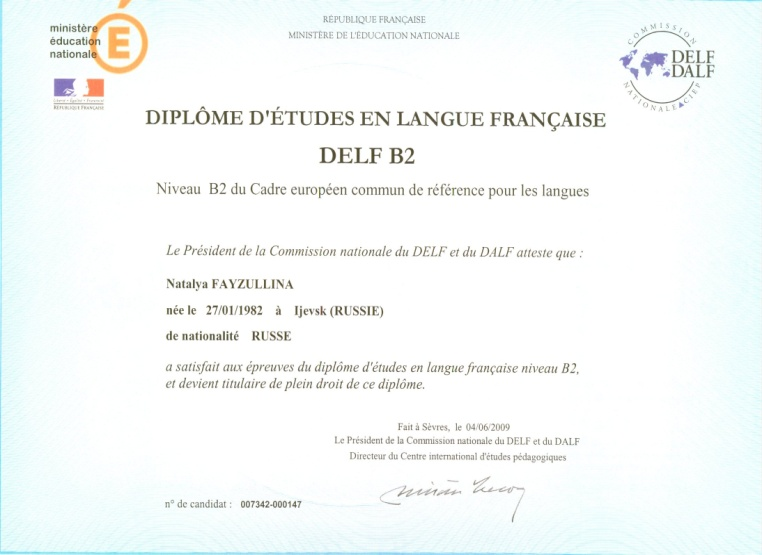 ministère
éducation
nationale
É
Liberté • Égalité • Fraternité
RÉPUBLIQUE FRANÇAISE
RÉPUBLIQUE FRANÇAISE
MINISTÈRE DE L'ÉDUCATION NATIONALE
COMMISSION
DELF
DALF
NATIONALE CIEP
DIPLÔME D'ÉTUDES EN LANGUE FRANÇAISE
DELF B2
Niveau B2 du Cadre européen commun de référence pour les langues
Le Président de la Commission nationale du DELF et du DALF atteste que :
Natalya FAYZULLINA
née le 27/01/1982 à Ijevsk (RUSSIE)
de nationalité RUSSE
a satisfait aux épreuves du diplôme d'études en langue française niveau B2,
et devient titulaire de plein droit de ce diplôme.
Fait à Sèvres, le 04/06/2009
Le Président de la Commission nationale du DELF et du DALF
Directeur du Centre international d'études pédagogiques
n° de candidat : 007342-000147